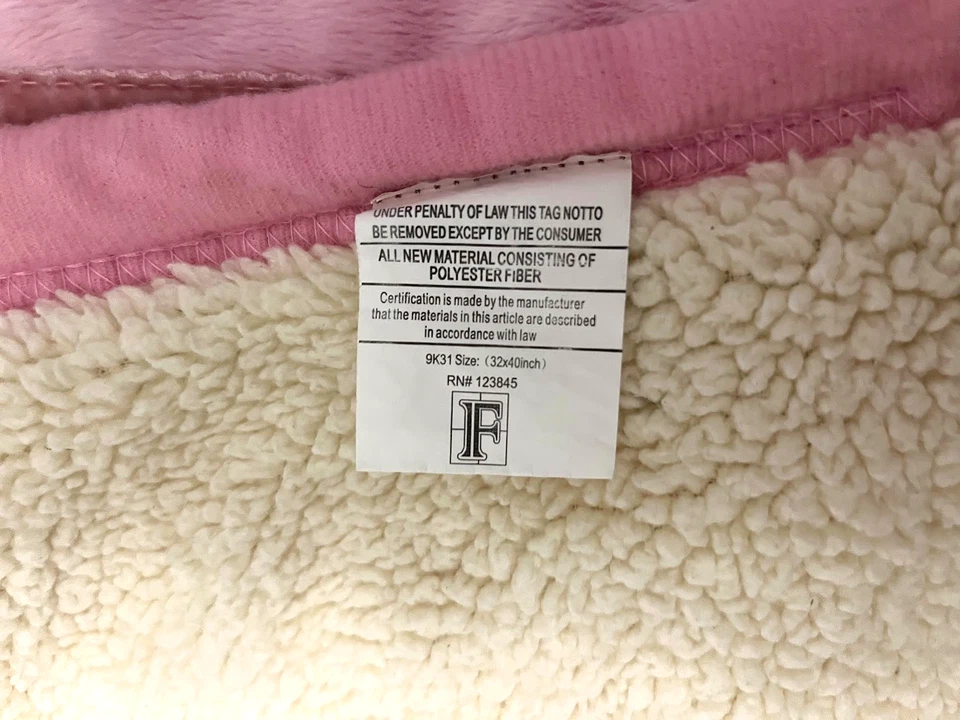 UNDER PENALTY OF LAW THIS TAG NOTTO
BE REMOVED EXCEPT BY THE CONSUMER
ALL NEW MATERIAL CONSISTING OF
POLYESTER FIBER
Certification is made by the manufacturer
that the materials in this article are described
in accordance with law
9K31 Size:（32x40inch）
RN# 123845
F